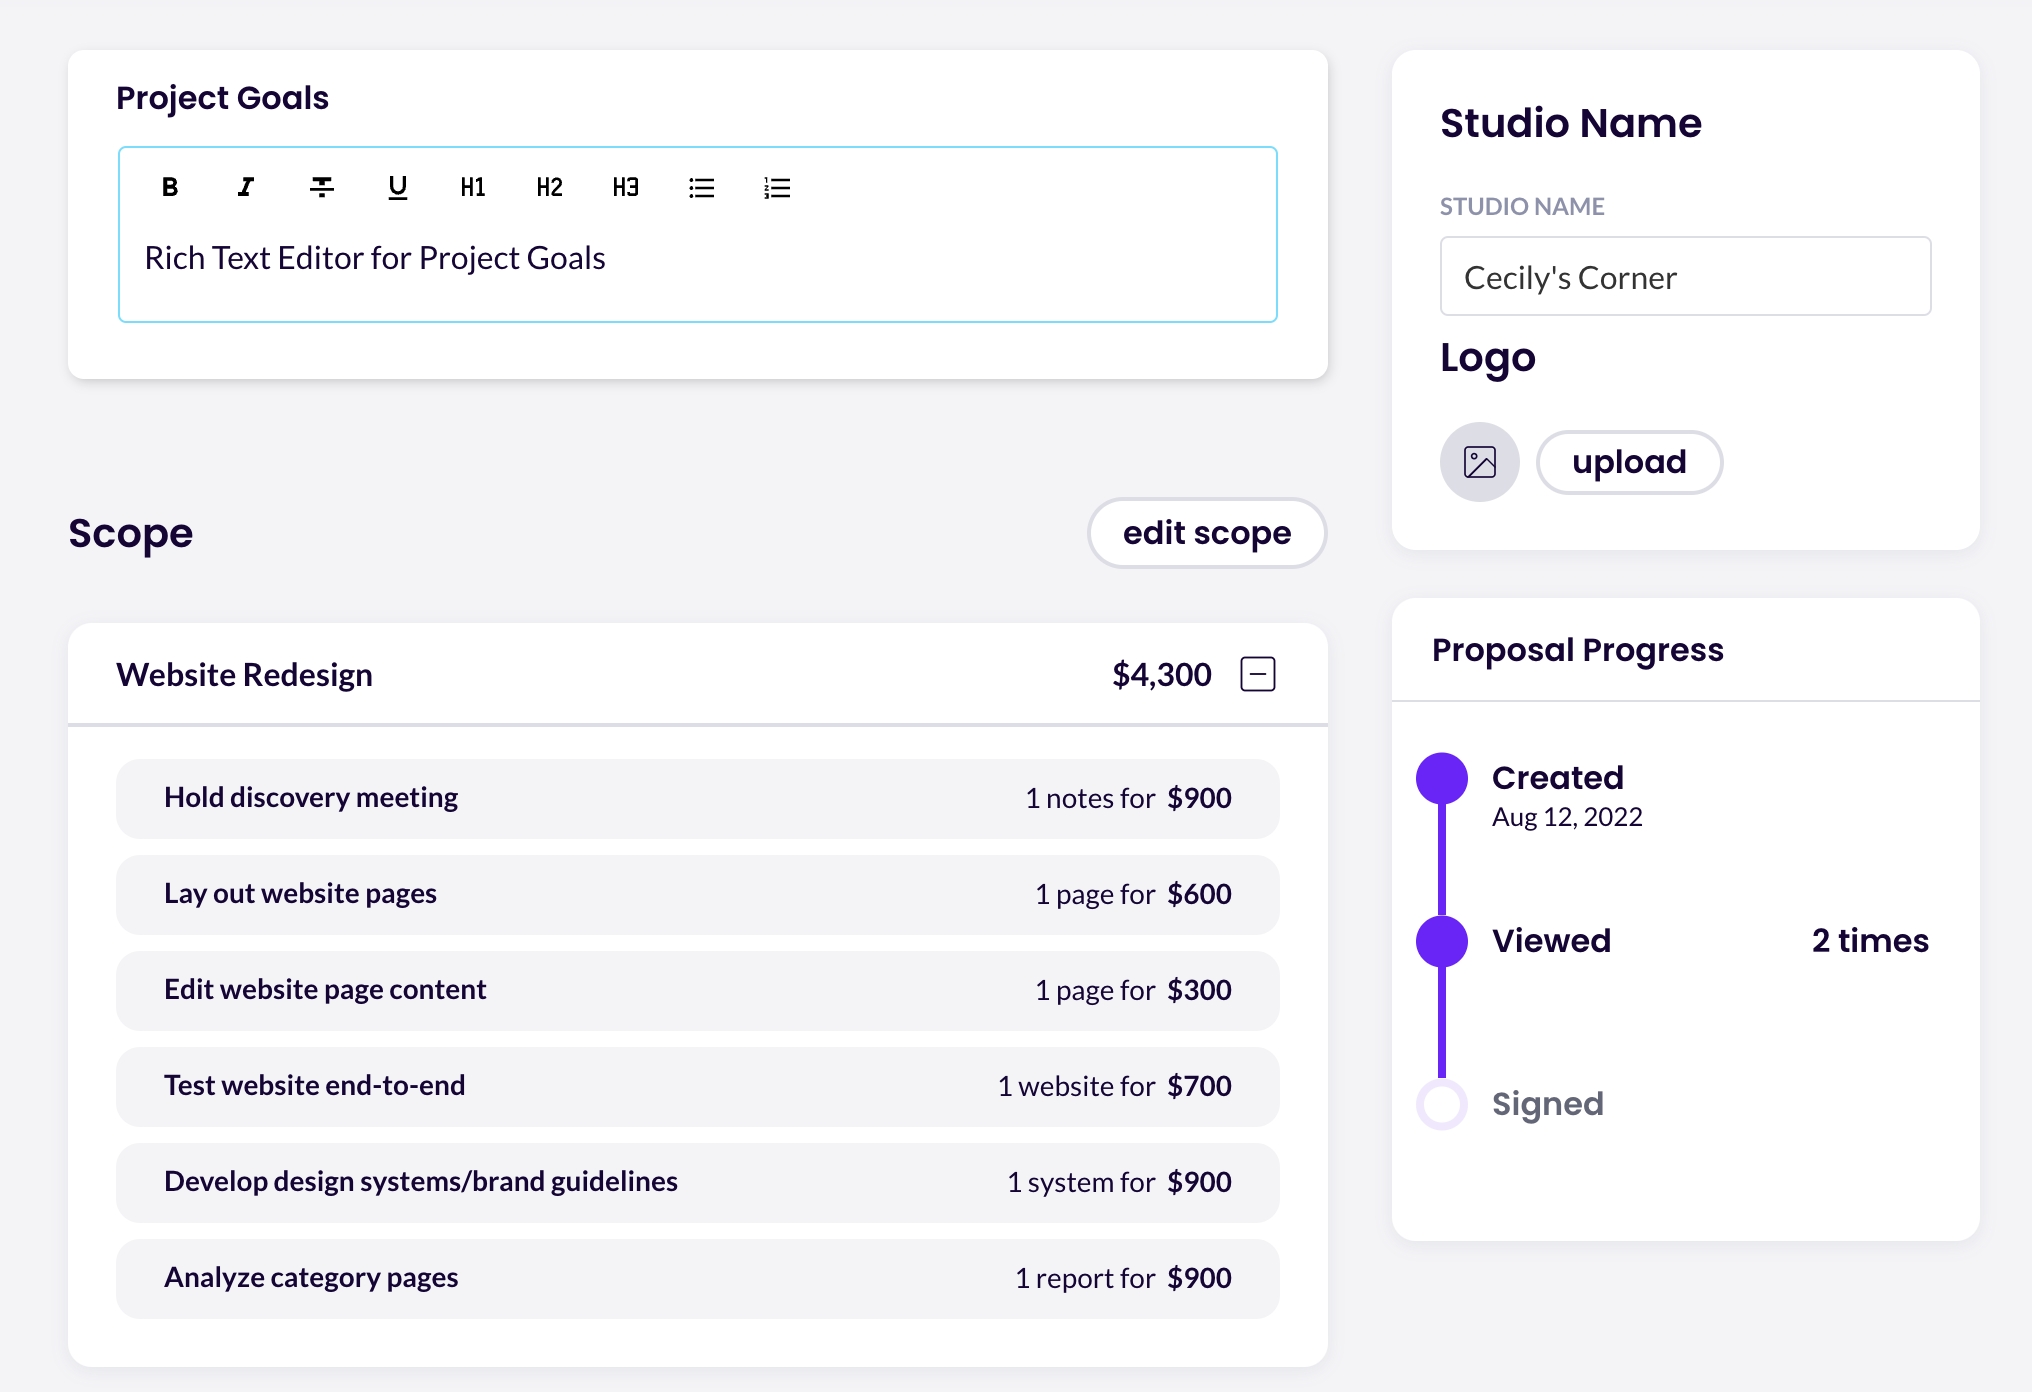 Project Goals
B I T U H1 H2 H3
Rich Text Editor for Project Goals
Scope
edit scope
Website Redesign $4,300
Hold discovery meeting 1 notes for $900
Lay out website pages 1 page for $600
Edit website page content 1 page for $300
Test website end-to-end 1 website for $700
Develop design systems/brand guidelines 1 system for $900
Analyze category pages 1 report for $900
Studio Name
STUDIO NAME
Cecily's Corner
Logo
upload
Proposal Progress
Created
Aug 12, 2022
Viewed 2 times
Signed